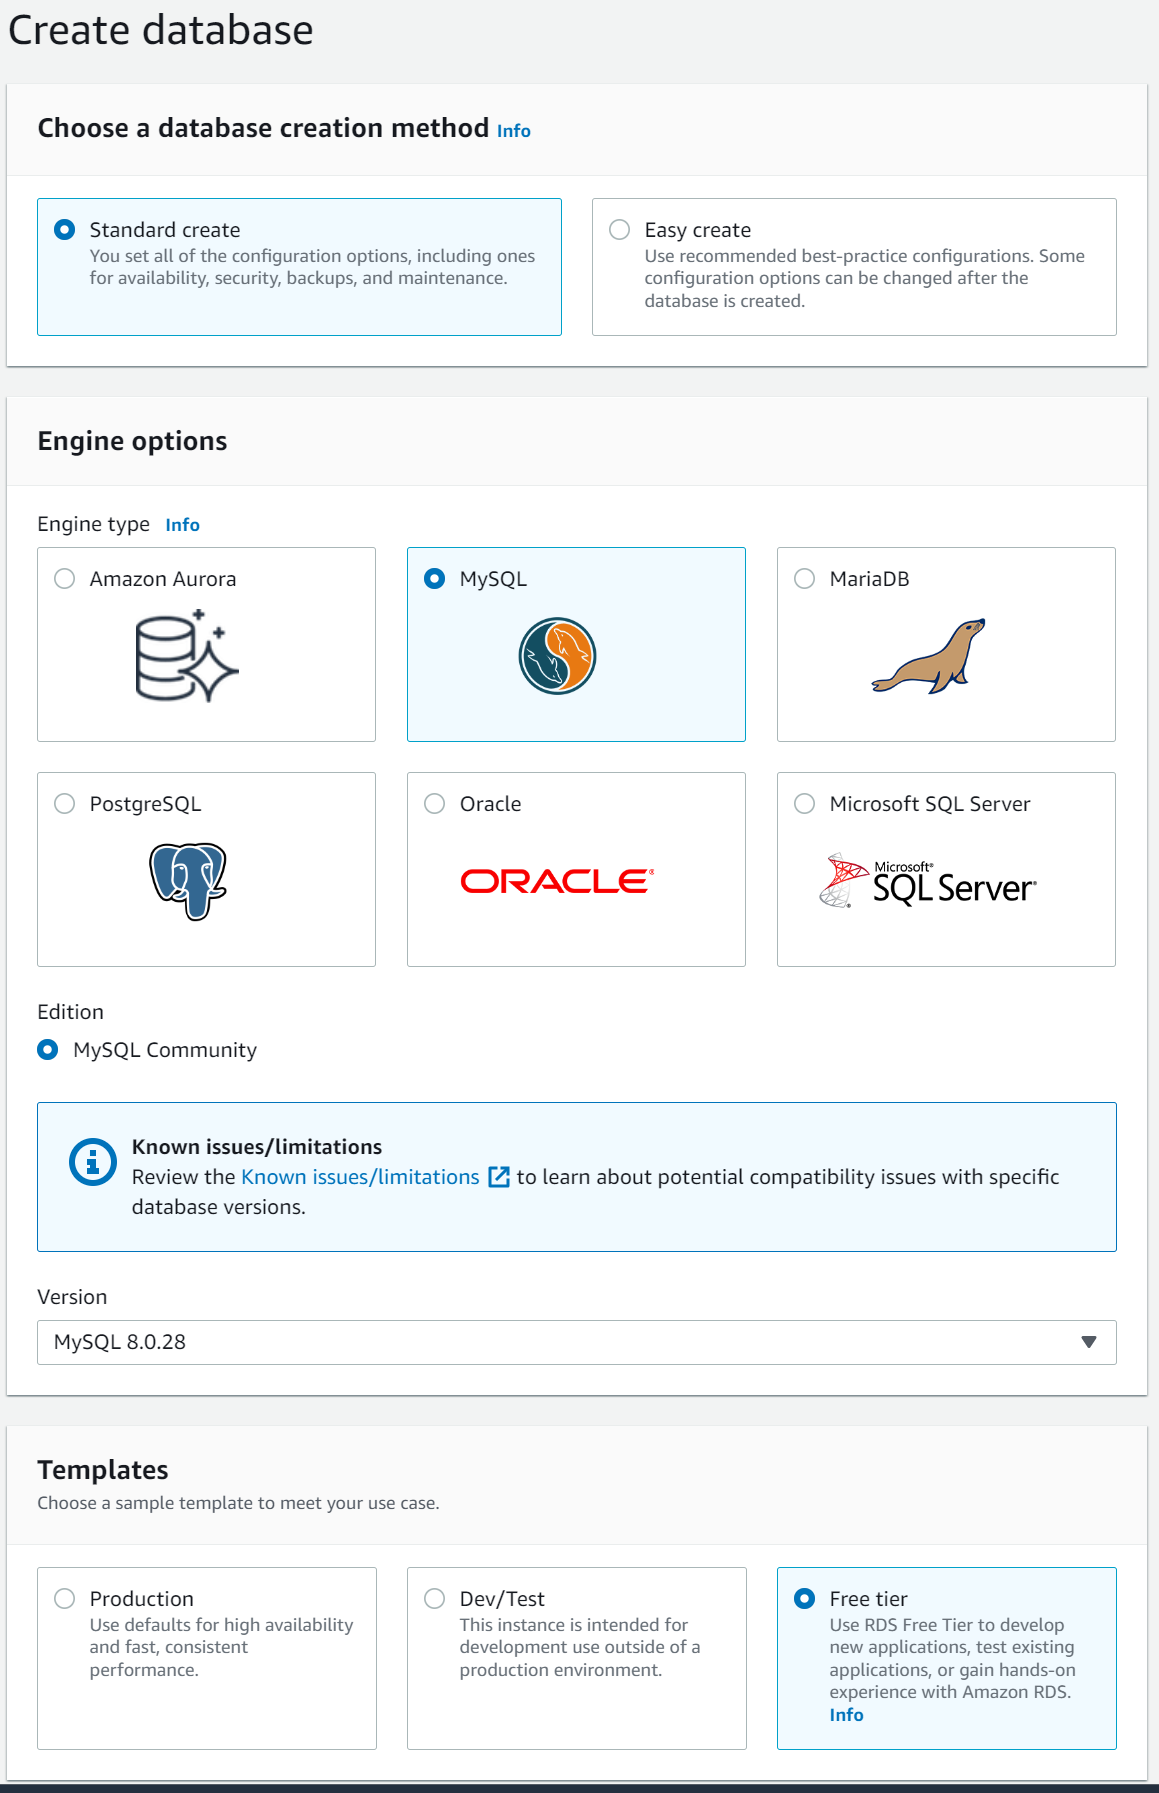 Create database
Choose a database creation method Info
Standard create
You set all of the configuration options, including ones
for availability, security, backups, and maintenance.
Easy create
Use recommended best-practice configurations. Some
configuration options can be changed after the
database is created.
Engine options
Engine type Info
Amazon Aurora
MySQL
MariaDB
PostgreSQL
Oracle
ORACLE®
Microsoft SQL Server
Microsoft®
SQL Server®
Edition
MySQL Community
Known issues/limitations
Review the Known issues/limitations to learn about potential compatibility issues with specific
database versions.
Version
MySQL 8.0.28
Templates
Choose a sample template to meet your use case.
Production
Use defaults for high availability
and fast, consistent
performance.
Dev/Test
This instance is intended for
development use outside of a
production environment.
Free tier
Use RDS Free Tier to develop
new applications, test existing
applications, or gain hands-on
experience with Amazon RDS.
Info